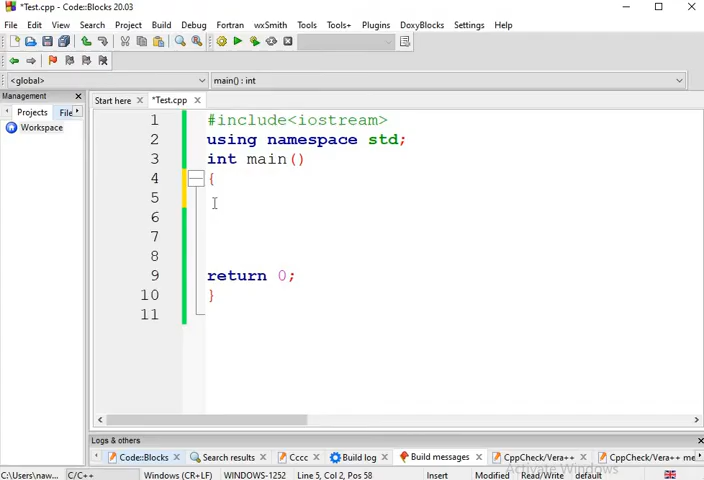 *Test.cpp - Code::Blocks 20.03
File Edit View Search Project Build Debug Fortran wxSmith Tools Tools+ Plugins DoxyBlocks Settings Help
<global> main() : int
Management
Projects File
Workspace
Start here *Test.cpp
1 #include<iostream>
2 using namespace std;
3 int main()
4 {
5
6
7
8
9 return 0;
10 }
11
Logs & others
Code::Blocks Search results Cccc Build log Build messages CppCheck/Vera++ CppCheck/Vera++ me
Activate Windows
C:\Users\naw... C/C++ Windows (CR+LF) WINDOWS-1252 Line 5, Col 2, Pos 58 Insert Modified Read/Write default